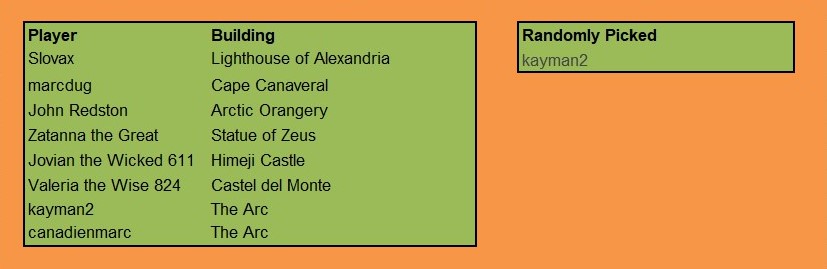 Player Building
Slovax Lighthouse of Alexandria
marcdug Cape Canaveral
John Redston Arctic Orangery
Zatanna the Great Statue of Zeus
Jovian the Wicked 611 Himeji Castle
Valeria the Wise 824 Castel del Monte
kayman2 The Arc
canadienmarc The Arc
Randomly Picked
kayman2